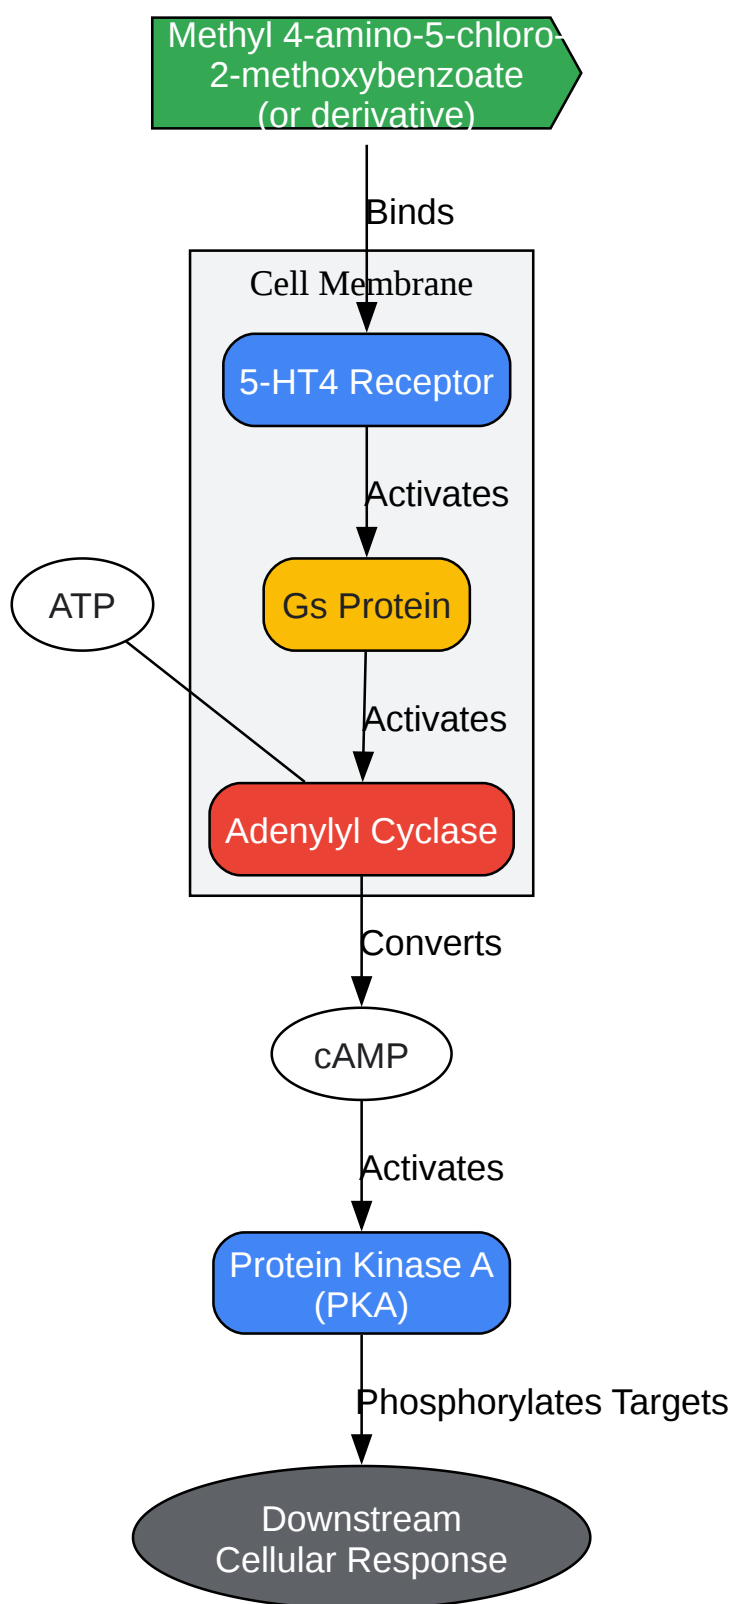 Methyl 4-amino-5-chloro-
2-methoxybenzoate
(or derivative)
Binds
Cell Membrane
5-HT4 Receptor
Activates
ATP
Gs Protein
Activates
Adenylyl Cyclase
Converts
cAMP
Activates
Protein Kinase A
(PKA)
Phosphorylates Targets
Downstream
Cellular Response